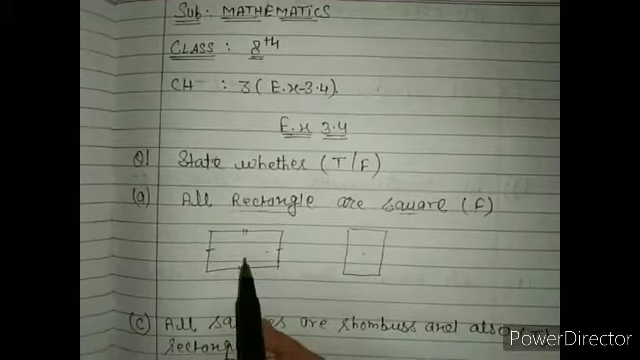 Sub. MATHEMATICS
CLASS : 8th
CH : 3 ( E.x-3.4).
E.x 3.4
Q1 State whether (T/F)
(a) All Rectangle are square (F)
(c) All are rhombuss and also
PowerDirector